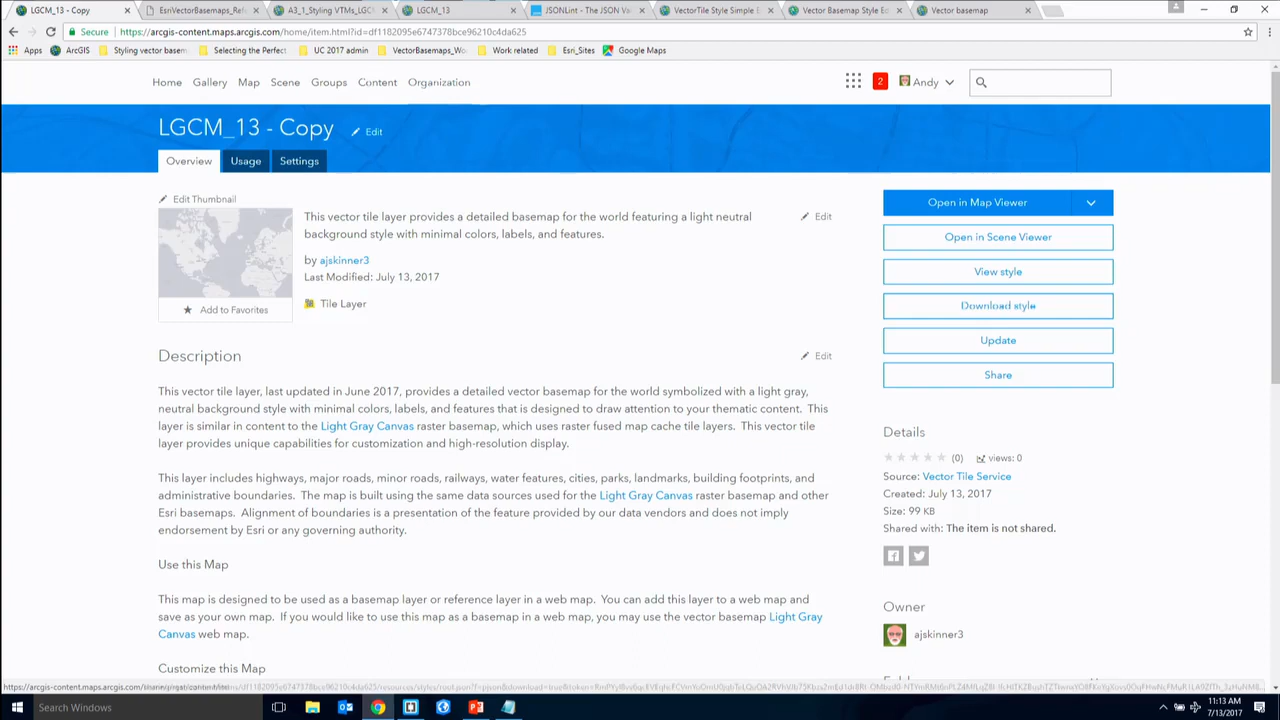 LGCM_13 - Copy
EsriVectorBasemaps_Ref
A3_1_Styling VTMs_LGC
LGCM_13
JSONLint - The JSON Va
VectorTile Style Simple E
Vector Basemap Style Ed
Vector basemap
Secure
https://arcgis-content.maps.arcgis.com/home/item.html?id=df1182095e6747378bce96210c4da625
Apps
ArcGIS
Styling vector basem
Selecting the Perfect
UC 2017 admin
VectorBasemaps_Wo
Work related
Esri_Sites
Google Maps
Home Gallery Map Scene Groups Content Organization
2
Andy
LGCM_13 - Copy
Edit
Overview Usage Settings
Edit Thumbnail
This vector tile layer provides a detailed basemap for the world featuring a light neutral
background style with minimal colors, labels, and features.
Edit
by ajskinner3
Last Modified: July 13, 2017
Tile Layer
Add to Favorites
Open in Map Viewer
Open in Scene Viewer
View style
Download style
Update
Share
Description
Edit
This vector tile layer, last updated in June 2017, provides a detailed vector basemap for the world symbolized with a light gray,
neutral background style with minimal colors, labels, and features that is designed to draw attention to your thematic content. This
layer is similar in content to the Light Gray Canvas raster basemap, which uses raster fused map cache tile layers. This vector tile
layer provides unique capabilities for customization and high-resolution display.
This layer includes highways, major roads, minor roads, railways, water features, cities, parks, landmarks, building footprints, and
administrative boundaries. The map is built using the same data sources used for the Light Gray Canvas raster basemap and other
Esri basemaps. Alignment of boundaries is a presentation of the feature provided by our data vendors and does not imply
endorsement by Esri or any governing authority.
Use this Map
This map is designed to be used as a basemap layer or reference layer in a web map. You can add this layer to a web map and
save as your own map. If you would like to use this map as a basemap in a web map, you may use the vector basemap Light Gray
Canvas web map.
Customize this Map
Details
(0)
views: 0
Source: Vector Tile Service
Created: July 13, 2017
Size: 99 KB
Shared with: The item is not shared.
Owner
ajskinner3
Search Windows
11:13 AM
7/13/2017